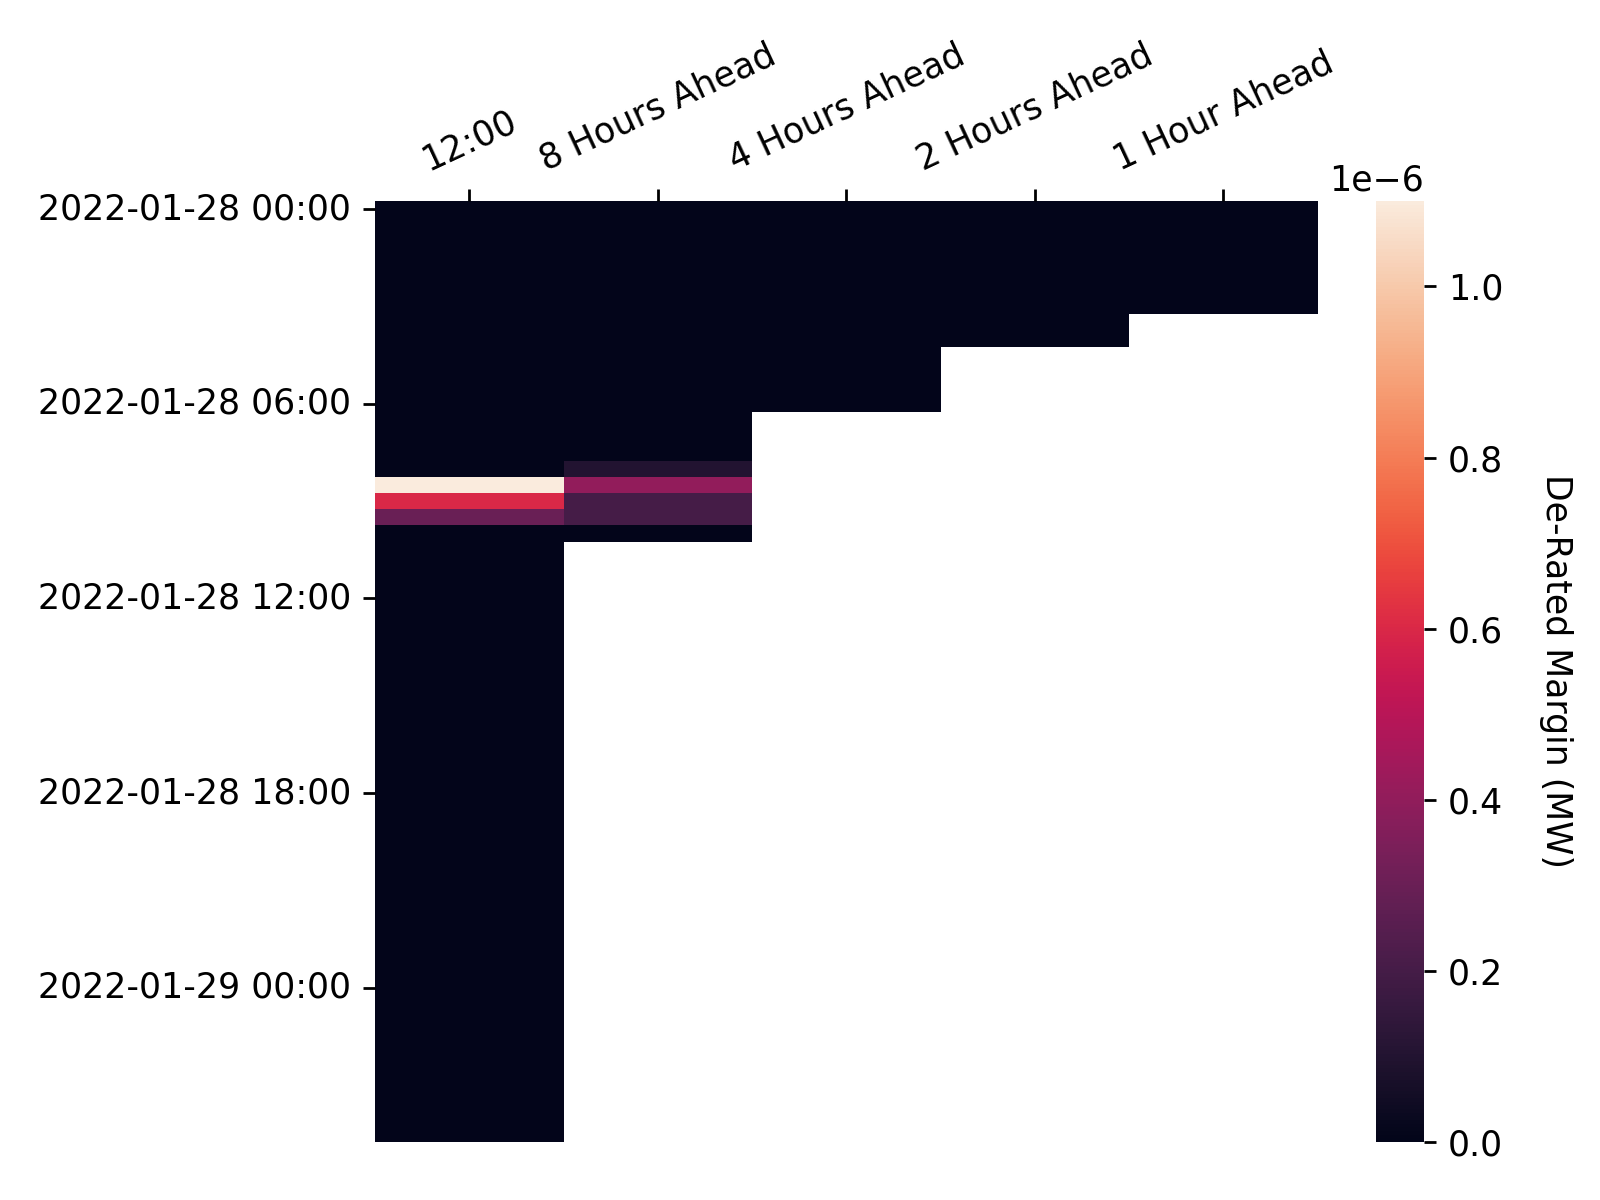 12:00
8 Hours Ahead
4 Hours Ahead
2 Hours Ahead
1 Hour Ahead
1e−6
2022-01-28 00:00
2022-01-28 06:00
2022-01-28 12:00
2022-01-28 18:00
2022-01-29 00:00
1.0
0.8
0.6
0.4
0.2
0.0
De-Rated Margin (MW)